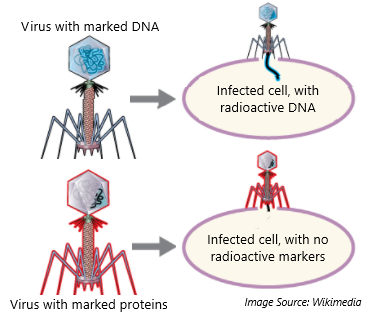 Virus with marked DNA
Infected cell, with
radioactive DNA
Infected cell, with no
radioactive markers
Virus with marked proteins
Image Source: Wikimedia